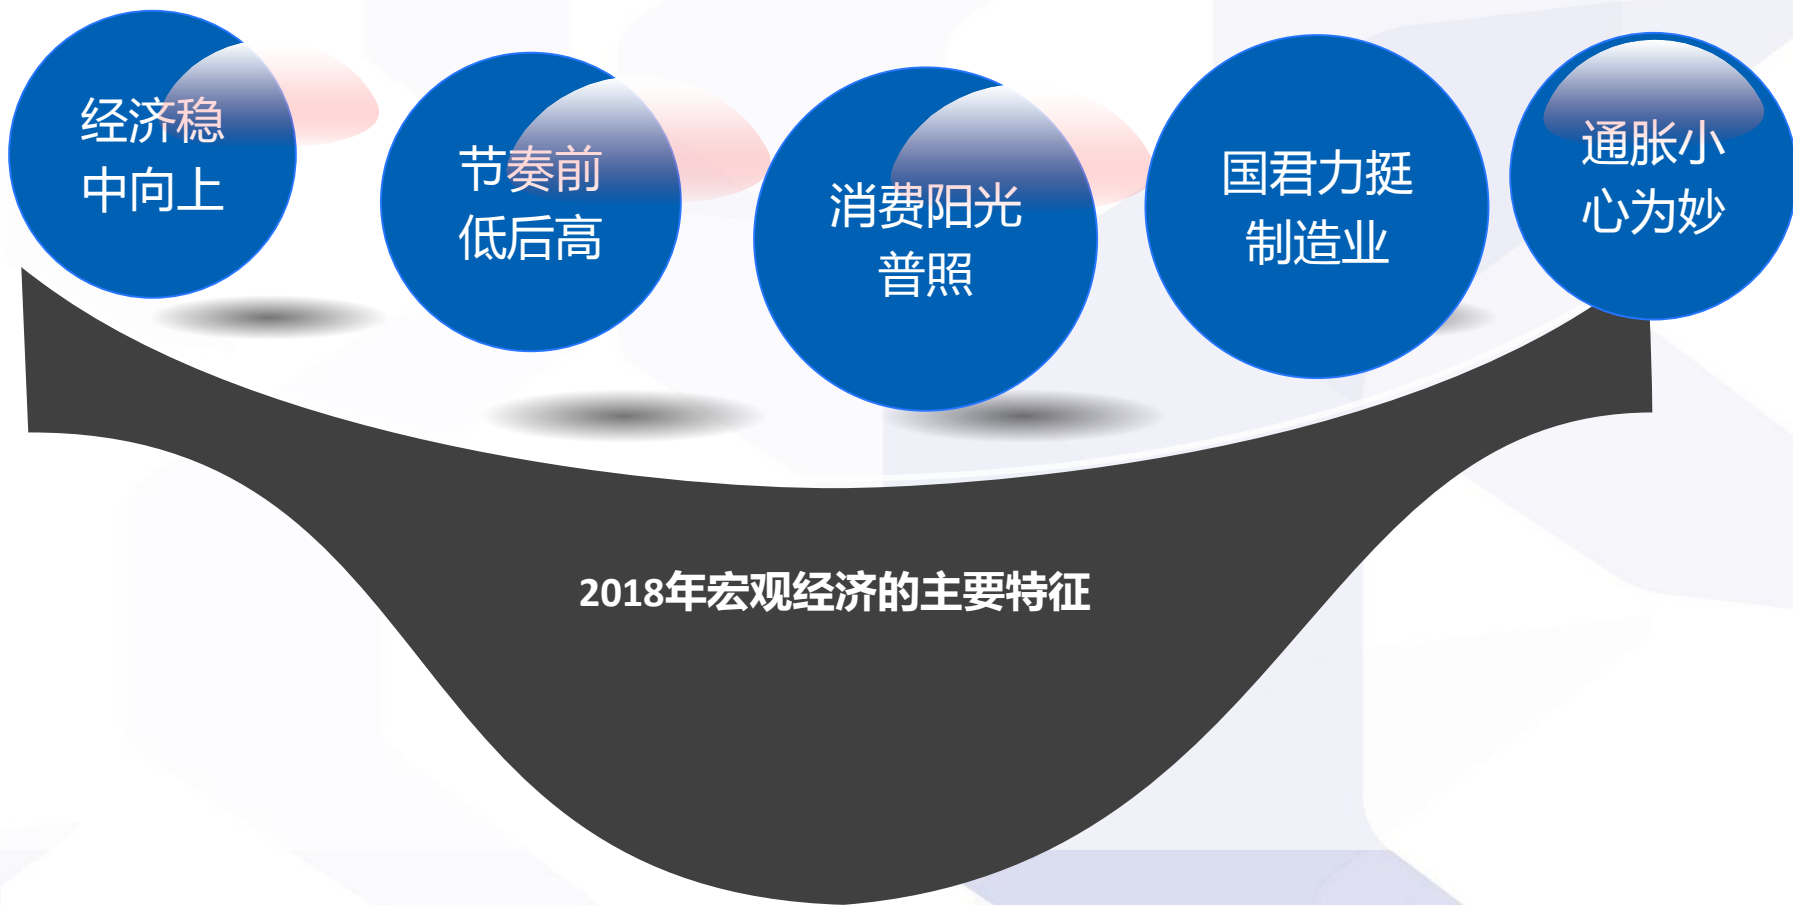 经济稳
中向上
节奏前
低后高
消费阳光
普照
国君力挺
制造业
通胀小
心为妙
2018年宏观经济的主要特征